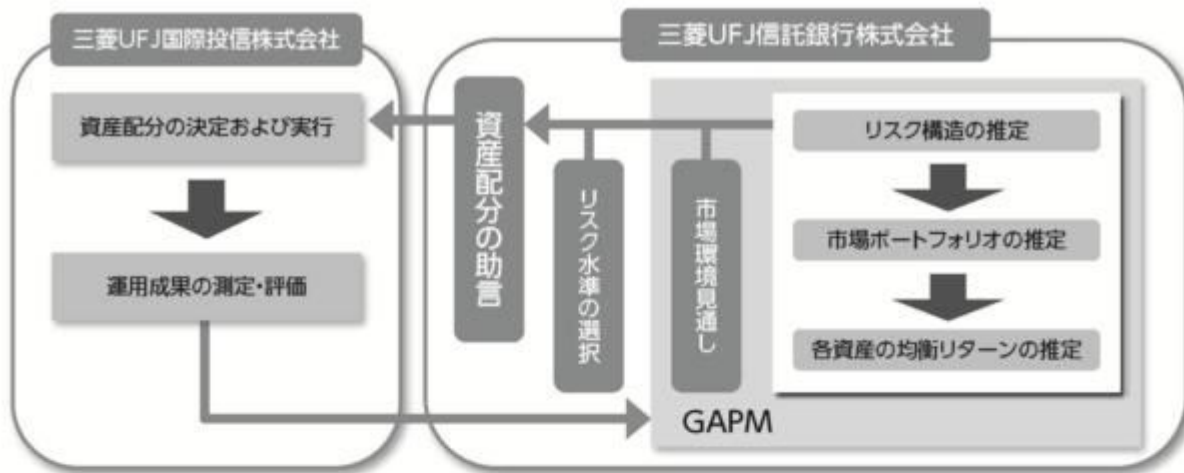 三菱UFJ国際投信株式会社
資産配分の決定および実行
運用成果の測定・評価
三菱UFJ信託銀行株式会社
資産配分の助言
リスク水準の選択
市場環境見通し
リスク構造の推定
市場ポートフォリオの推定
各資産の均衡リターンの推定
GAPM